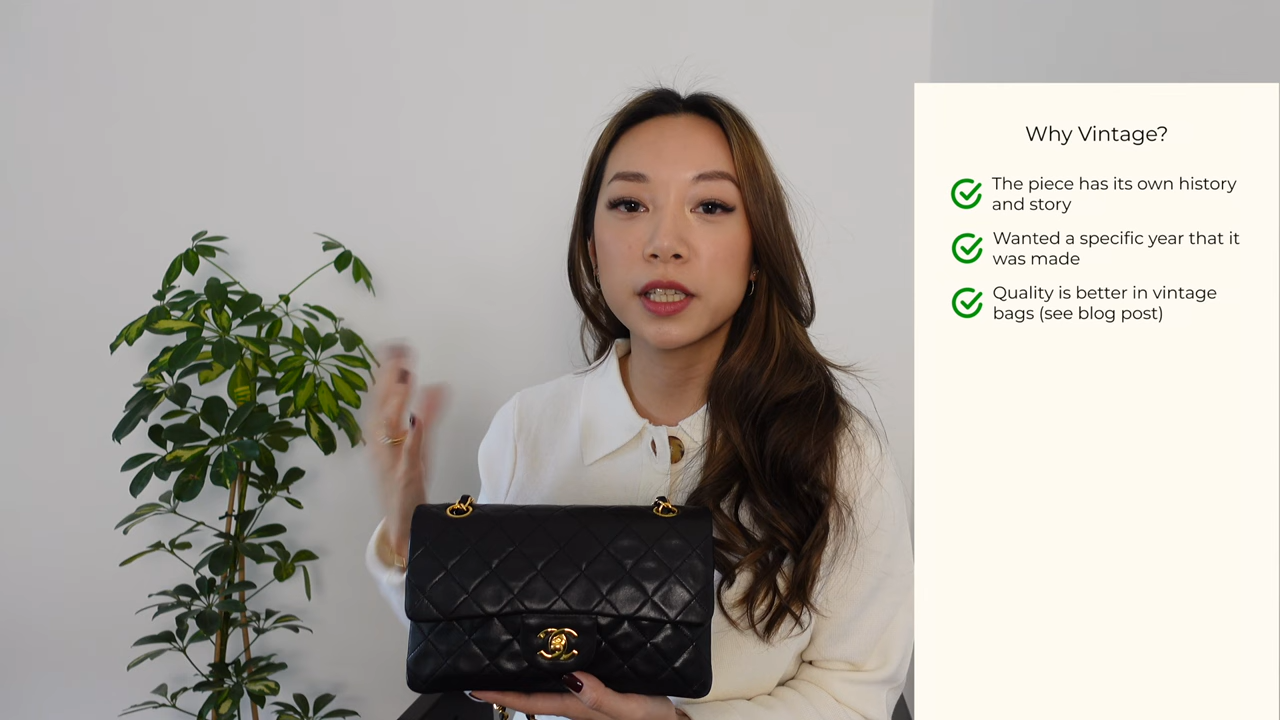 Why Vintage?
The piece has its own history
and story
Wanted a specific year that it
was made
Quality is better in vintage
bags (see blog post)